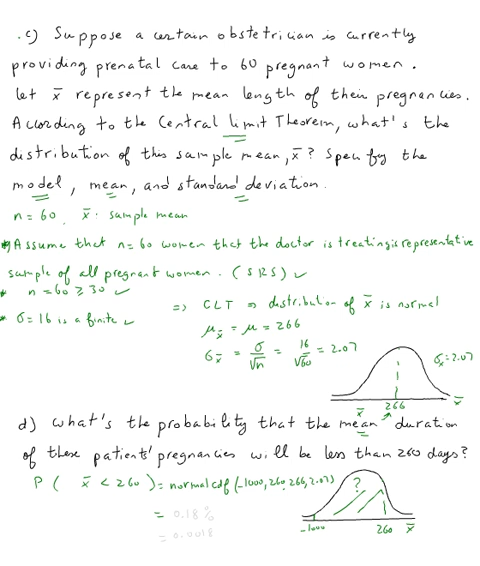 .c) Suppose a certain obstetrician is currently
providing prenatal care to 60 pregnant women.
Let x̄ represent the mean length of their pregnancies.
According to the Central Limit Theorem, what's the
distribution of this sample mean, x̄? Specify the
model, mean, and standard deviation.
n = 60, x̄: sample mean
* Assume that n=60 women that the doctor is treating is representative
sample of all pregnant women. (SRS) ✓
* n=60 ≥ 30 ✓
* σ=16 is a finite ✓
=> CLT => distribution of x̄ is normal
μx̄ = μ = 266
σx̄ = σ/√n = 16/√60 = 2.07
σx̄=2.07
266
x̄
d) What's the probability that the mean x̄ duration
of these patients' pregnancies will be less than 260 days?
P ( x̄ < 260) = normalcdf (-1000, 260, 266, 2.07)
= 0.18%
= 0.0018
?
-1000 260 x̄